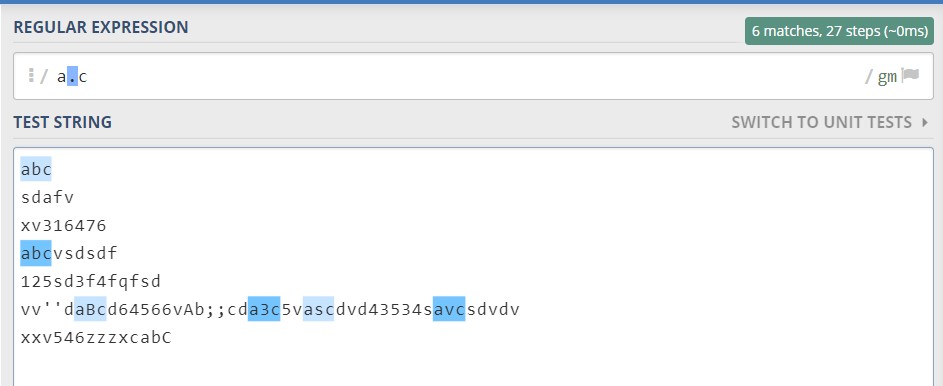 REGULAR EXPRESSION
6 matches, 27 steps (~0ms)
/ a.c / gm
TEST STRING
SWITCH TO UNIT TESTS
abc
sdafv
xv316476
abcvsdsdf
125sd3f4fqfsd
vv''daBcd64566vAb;;cda3c5vascdvd43534savcsdvdv
xxv546zzzxcabC